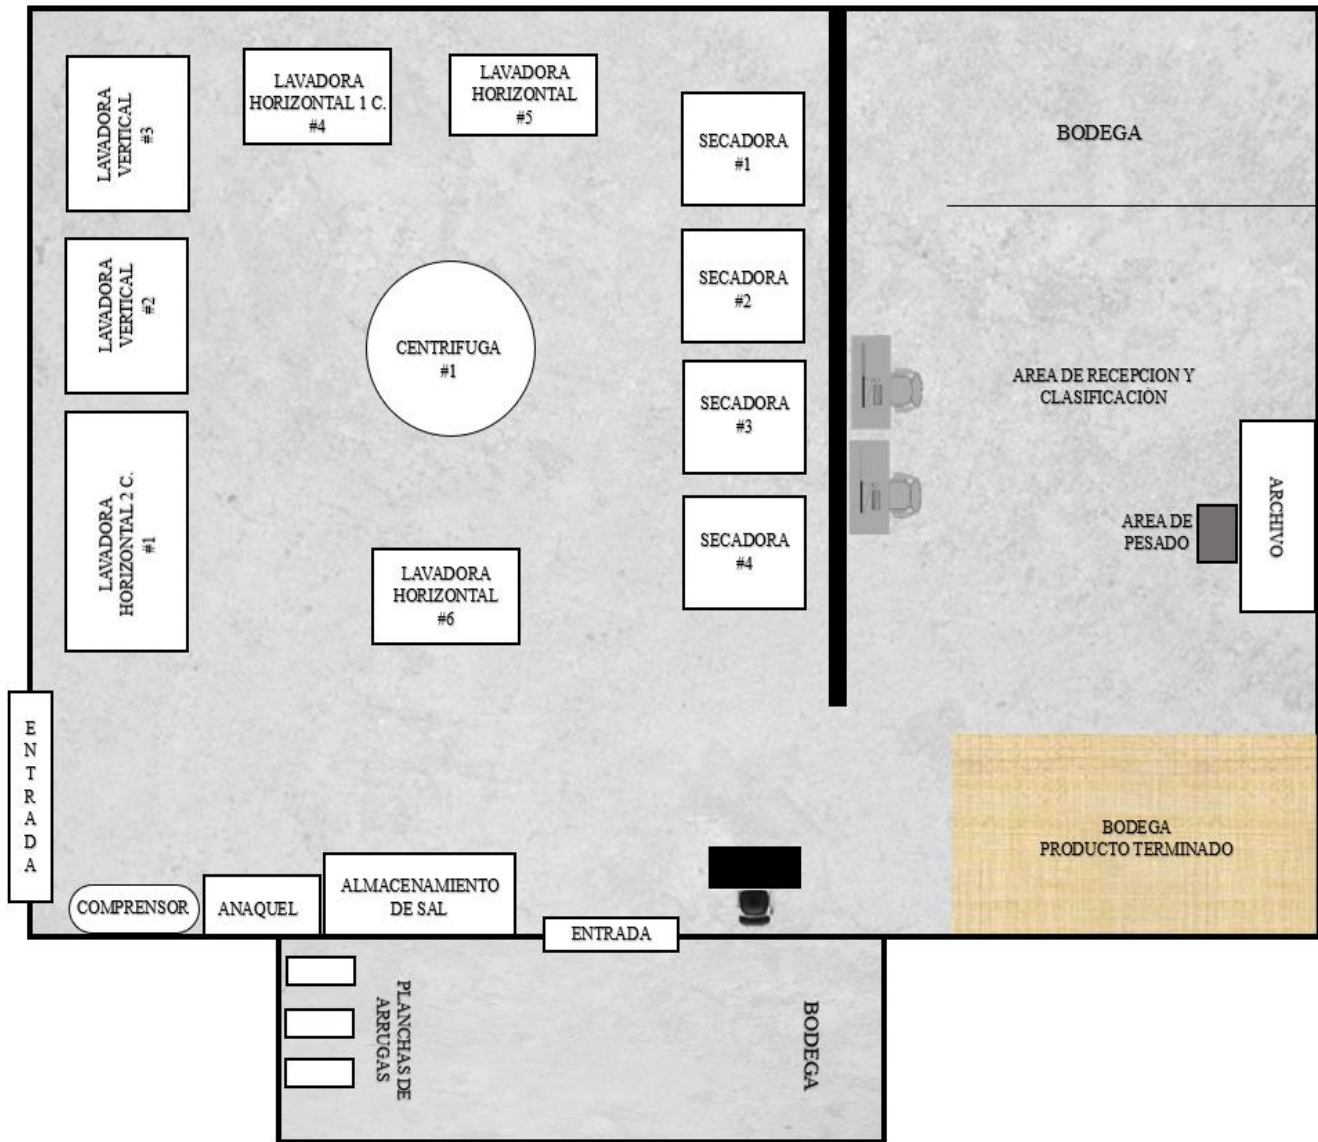 LAVADORA
VERTICAL
#3
LAVADORA
HORIZONTAL 1 C.
#4
LAVADORA
HORIZONTAL
#5
SECADORA
#1
BODEGA
LAVADORA
VERTICAL
#2
SECADORA
#2
CENTRIFUGA
#1
SECADORA
#3
AREA DE RECEPCION Y
CLASIFICACIÒN
LAVADORA
HORIZONTAL 2 C.
#1
SECADORA
#4
AREA DE
PESADO
ARCHIVO
LAVADORA
HORIZONTAL
#6
ENTRADA
BODEGA
PRODUCTO TERMINADO
COMPRENSOR
ANAQUEL
ALMACENAMIENTO
DE SAL
ENTRADA
PLANCHAS DE
ARRUGAS
BODEGA